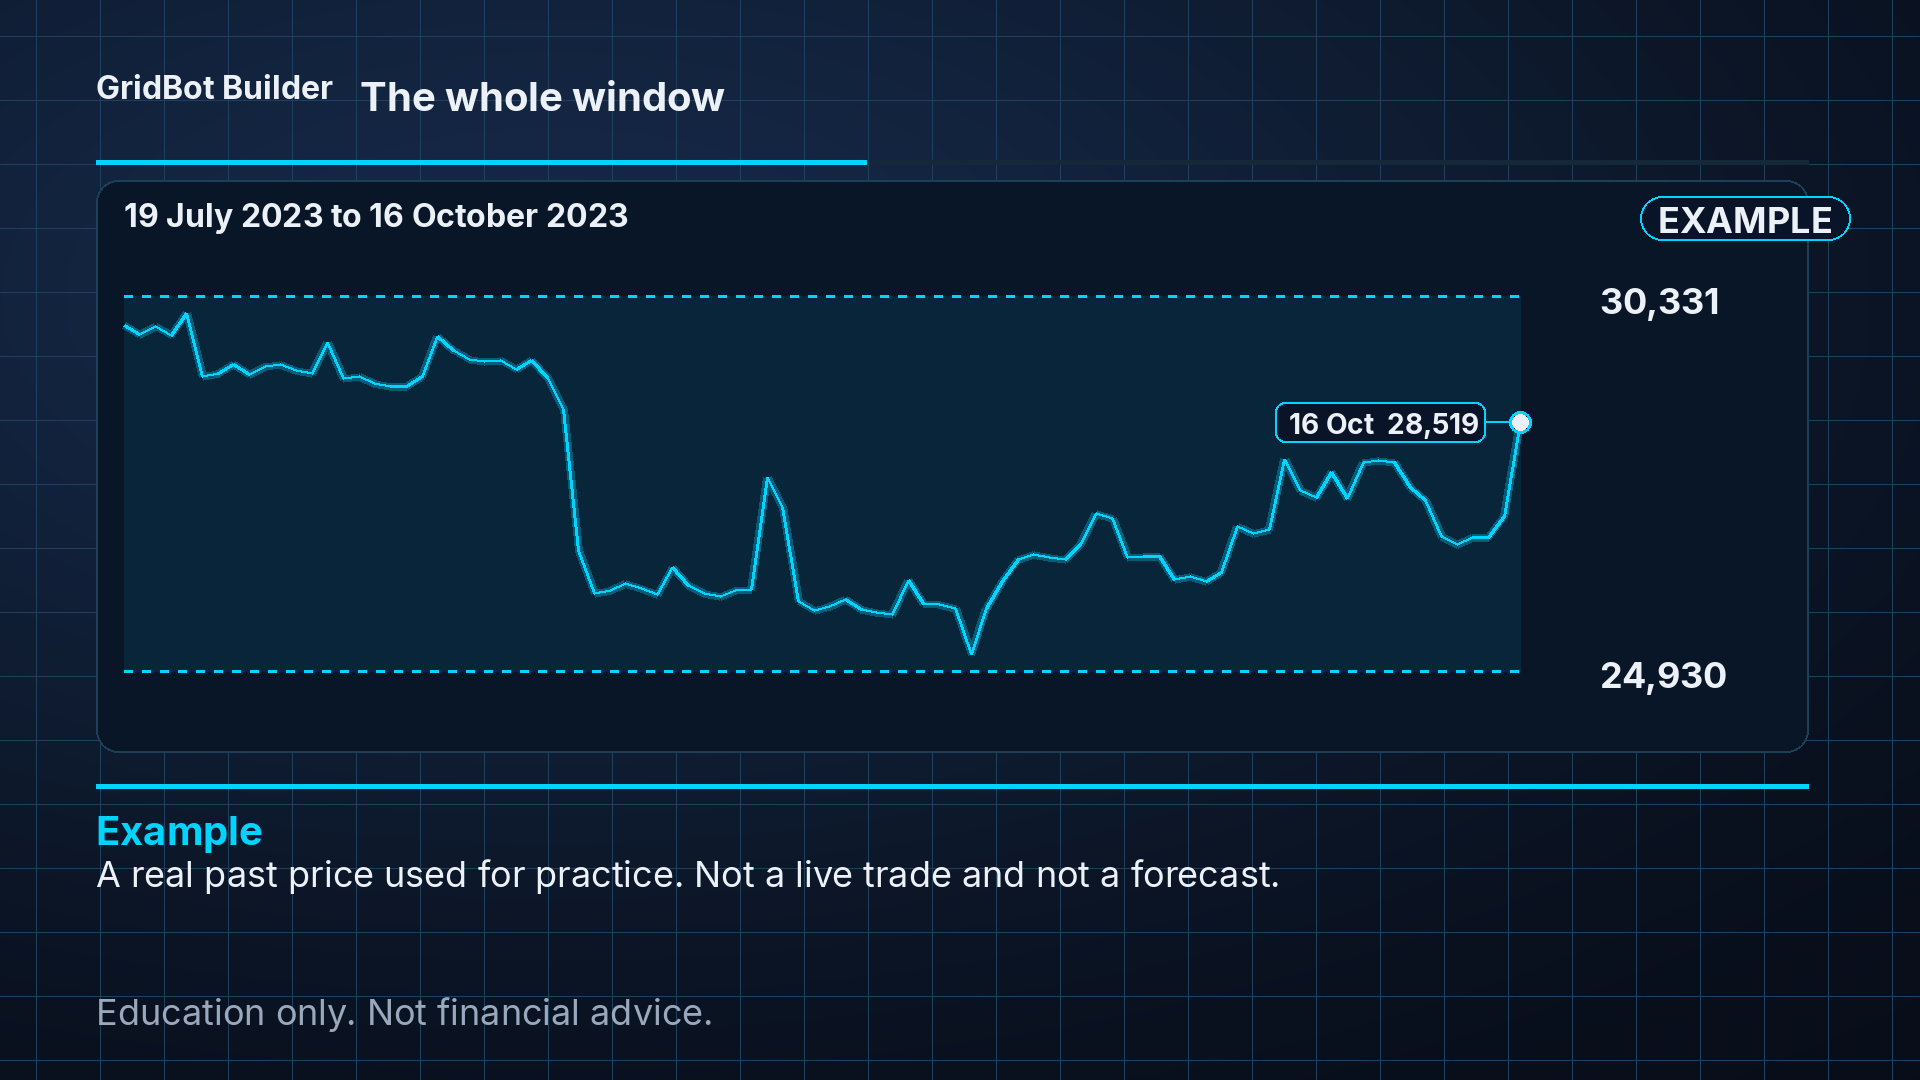 GridBot Builder
The whole window
19 July 2023 to 16 October 2023
EXAMPLE
30,331
16 Oct 28,519
24,930
Example
A real past price used for practice. Not a live trade and not a forecast.
Education only. Not financial advice.